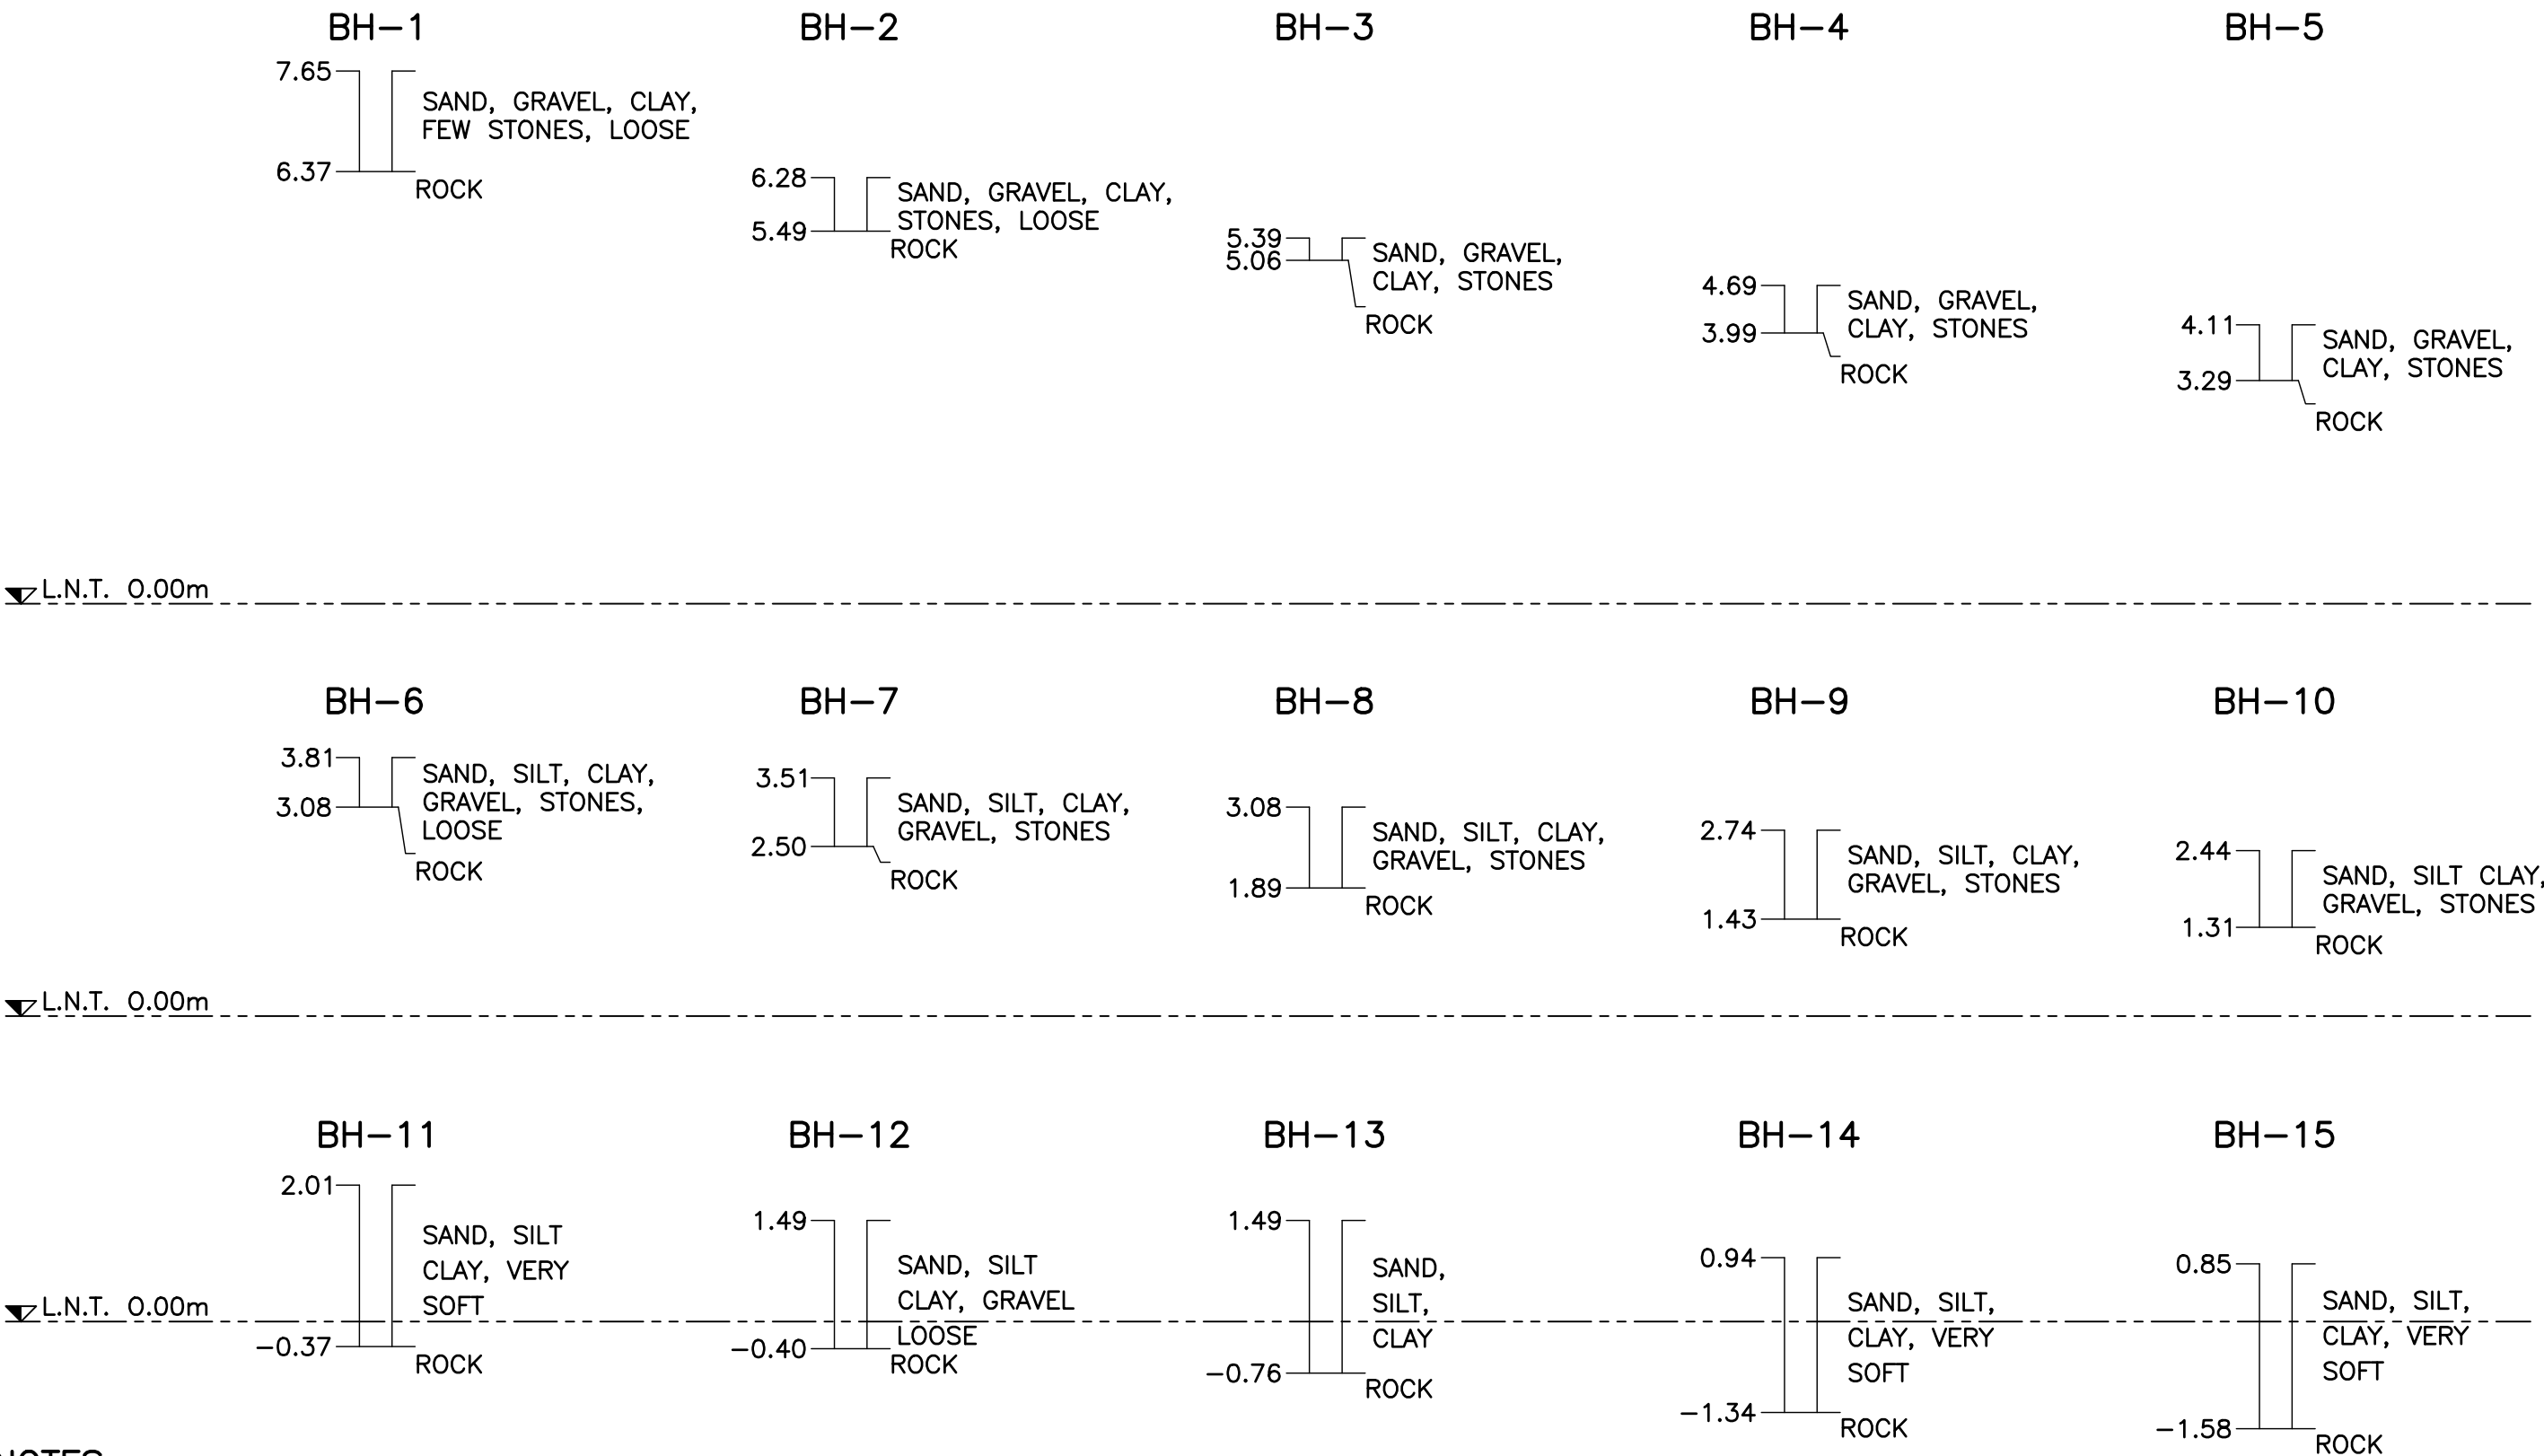 BH-1 BH-2 BH-3 BH-4 BH-5
7.65
SAND, GRAVEL, CLAY,
FEW STONES, LOOSE
6.37
ROCK
6.28
SAND, GRAVEL, CLAY,
STONES, LOOSE
5.49
ROCK
5.39
SAND, GRAVEL,
5.06
CLAY, STONES
ROCK
4.69
SAND, GRAVEL,
CLAY, STONES
3.99
ROCK
4.11
SAND, GRAVEL,
CLAY, STONES
3.29
ROCK
L.N.T. 0.00m
BH-6 BH-7 BH-8 BH-9 BH-10
3.81
SAND, SILT, CLAY,
GRAVEL, STONES,
3.08
LOOSE
ROCK
3.51
SAND, SILT, CLAY,
GRAVEL, STONES
2.50
ROCK
3.08
SAND, SILT, CLAY,
GRAVEL, STONES
1.89
ROCK
2.74
SAND, SILT, CLAY,
GRAVEL, STONES
1.43
ROCK
2.44
SAND, SILT CLAY,
GRAVEL, STONES
1.31
ROCK
L.N.T. 0.00m
BH-11 BH-12 BH-13 BH-14 BH-15
2.01
SAND, SILT
CLAY, VERY
SOFT
-0.37
ROCK
1.49
SAND, SILT
CLAY, GRAVEL
LOOSE
-0.40
ROCK
1.49
SAND,
SILT,
CLAY
-0.76
ROCK
0.94
SAND, SILT,
CLAY, VERY
SOFT
-1.34
ROCK
0.85
SAND, SILT,
CLAY, VERY
SOFT
-1.58
ROCK
L.N.T. 0.00m